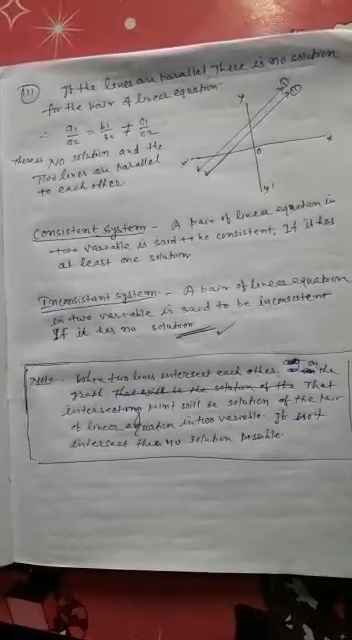 (11) If the lines are parallel There is no solution
for the pair of linear equation.
∴ a1/a2 = b1/b2 ≠ c1/c2
there is NO solution and the
Two lines are parallel
to each other.
y
x' o x
y'
Consistent System - A pair of linear equation in
two variable is said to be consistent, If it has
at least one solution
Inconsistant System - A pair of linear equation
in two variable is said to be inconsistent
If it has no solution
Note:- When two lines intersect each other on the
graph that will be the solution of the That
intersecting point will be solution of the pair
of linear equation in two variable. If not
intersect then no solution possible.